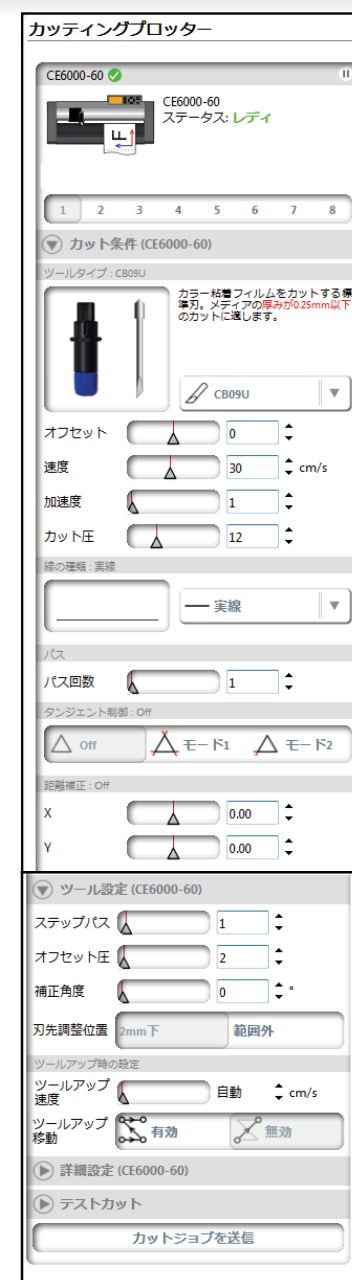 カッティングプロッター
CE6000-60
CE6000-60
ステータス: レディ
1 2 3 4 5 6 7 8
カット条件 (CE6000-60)
ツールタイプ : CB09U
カラー粘着フィルムをカットする標
準刃。メディアの厚みが0.25mm以下
のカットに適します。
CB09U
オフセット 0
速度 30 cm/s
加速度 1
カット圧 12
線の種類 : 実線
実線
パス
パス回数 1
タンジェント制御 : Off
Off モード1 モード2
距離補正 : Off
X 0.00
Y 0.00
ツール設定 (CE6000-60)
ステップパス 1
オフセット圧 2
補正角度 0 °
刃先調整位置 2mm下 範囲外
ツールアップ時の設定
ツールアップ
速度 自動 cm/s
ツールアップ
移動 有効 無効
詳細設定 (CE6000-60)
テストカット
カットジョブを送信